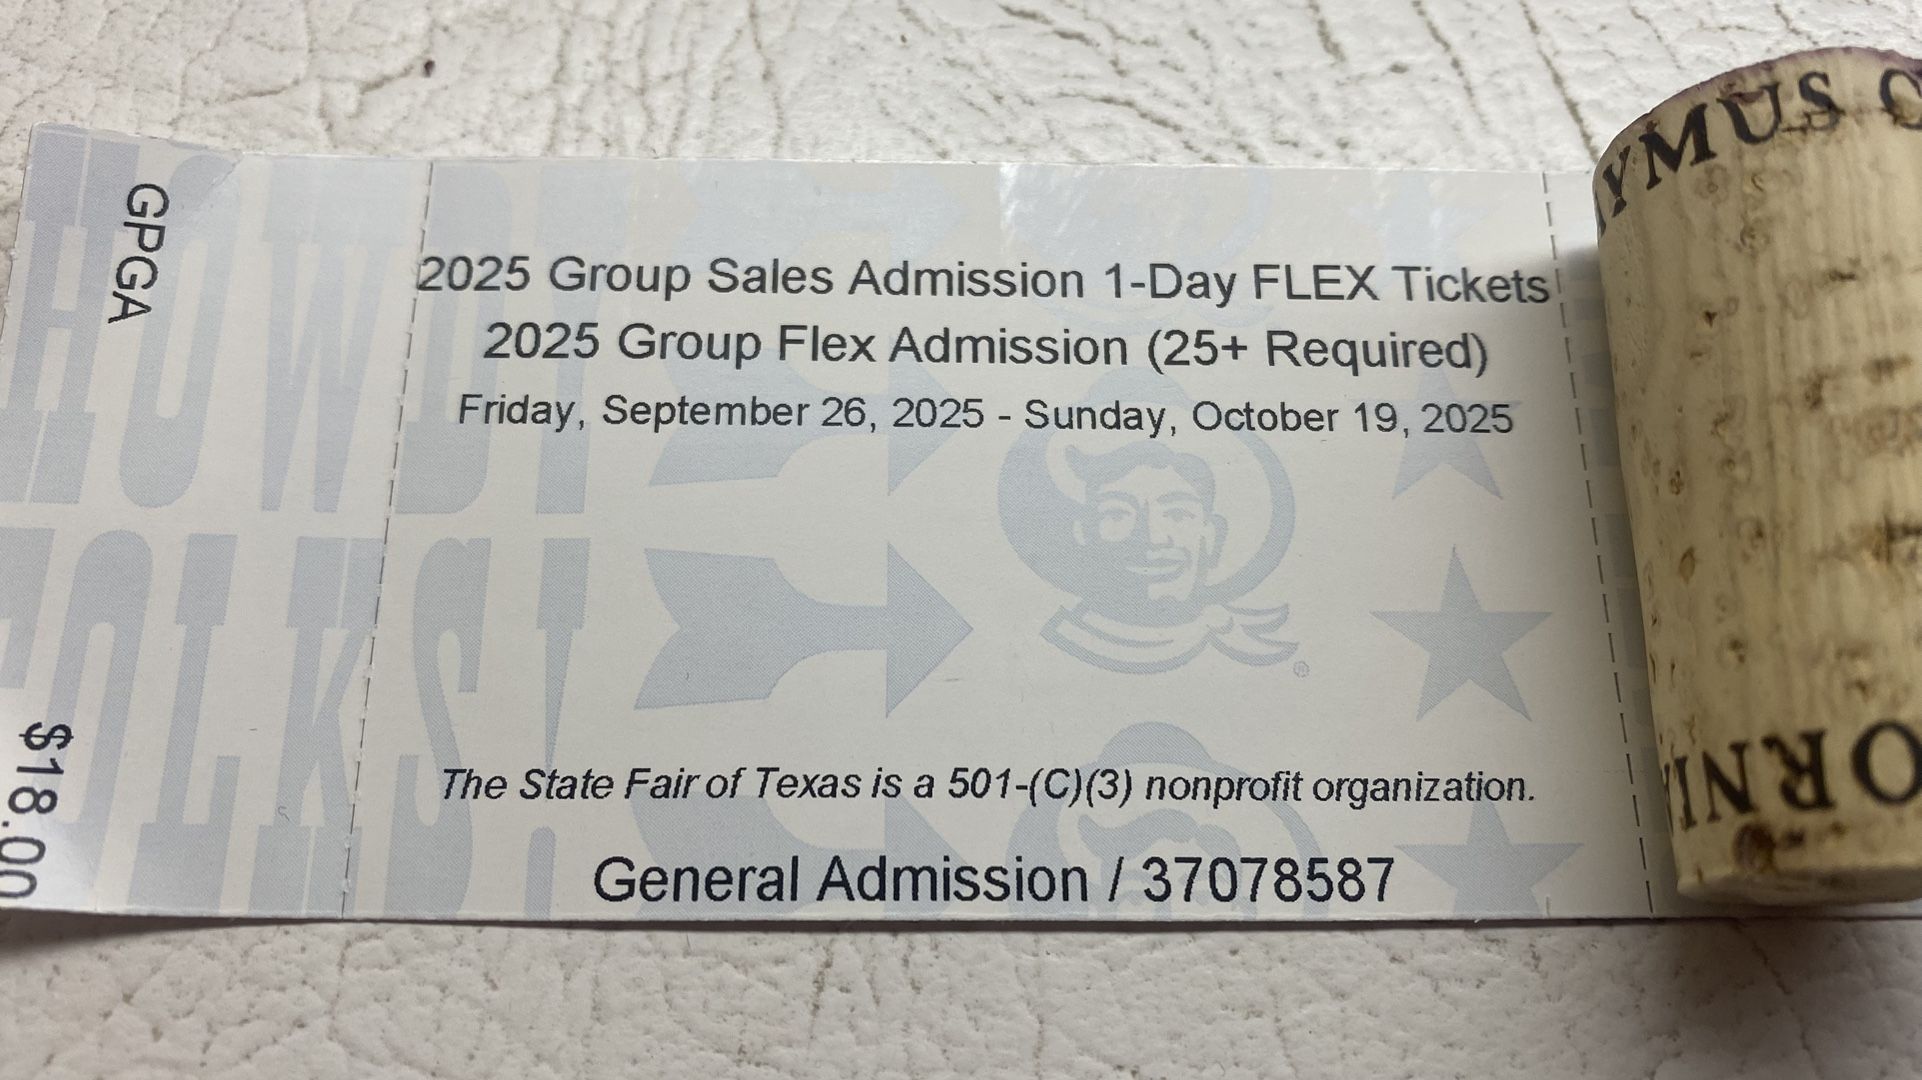 GPGA
$18.00
HOWDY
FOLKS!
2025 Group Sales Admission 1-Day FLEX Tickets
2025 Group Flex Admission (25+ Required)
Friday, September 26, 2025 - Sunday, October 19, 2025
®
The State Fair of Texas is a 501-(C)(3) nonprofit organization.
General Admission / 37078587
YMUS
ORNI